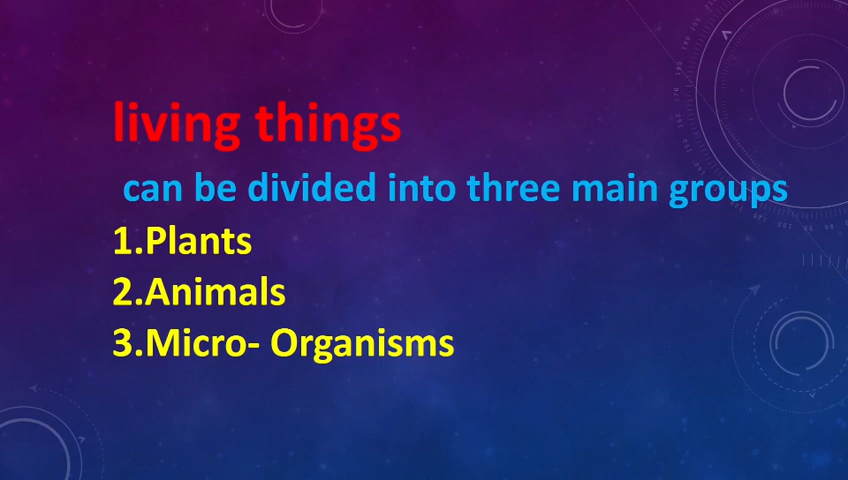 living things
can be divided into three main groups
1.Plants
2.Animals
3.Micro- Organisms